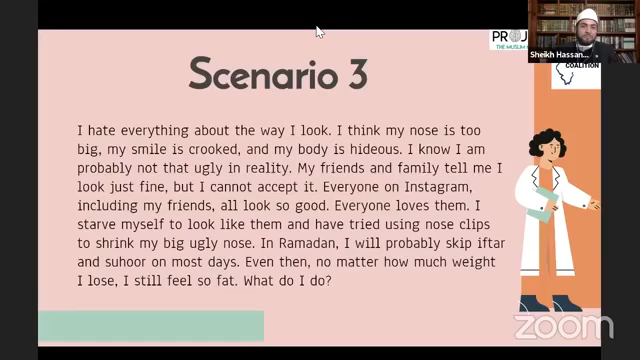 PROJ
THE MUSLIM
Sheikh Hassan...
COALITION
Scenario 3
I hate everything about the way I look. I think my nose is too
big, my smile is crooked, and my body is hideous. I know I am
probably not that ugly in reality. My friends and family tell me I
look just fine, but I cannot accept it. Everyone on Instagram,
including my friends, all look so good. Everyone loves them. I
starve myself to look like them and have tried using nose clips
to shrink my big ugly nose. In Ramadan, I will probably skip iftar
and suhoor on most days. Even then, no matter how much weight
I lose, I still feel so fat. What do I do?
zoom